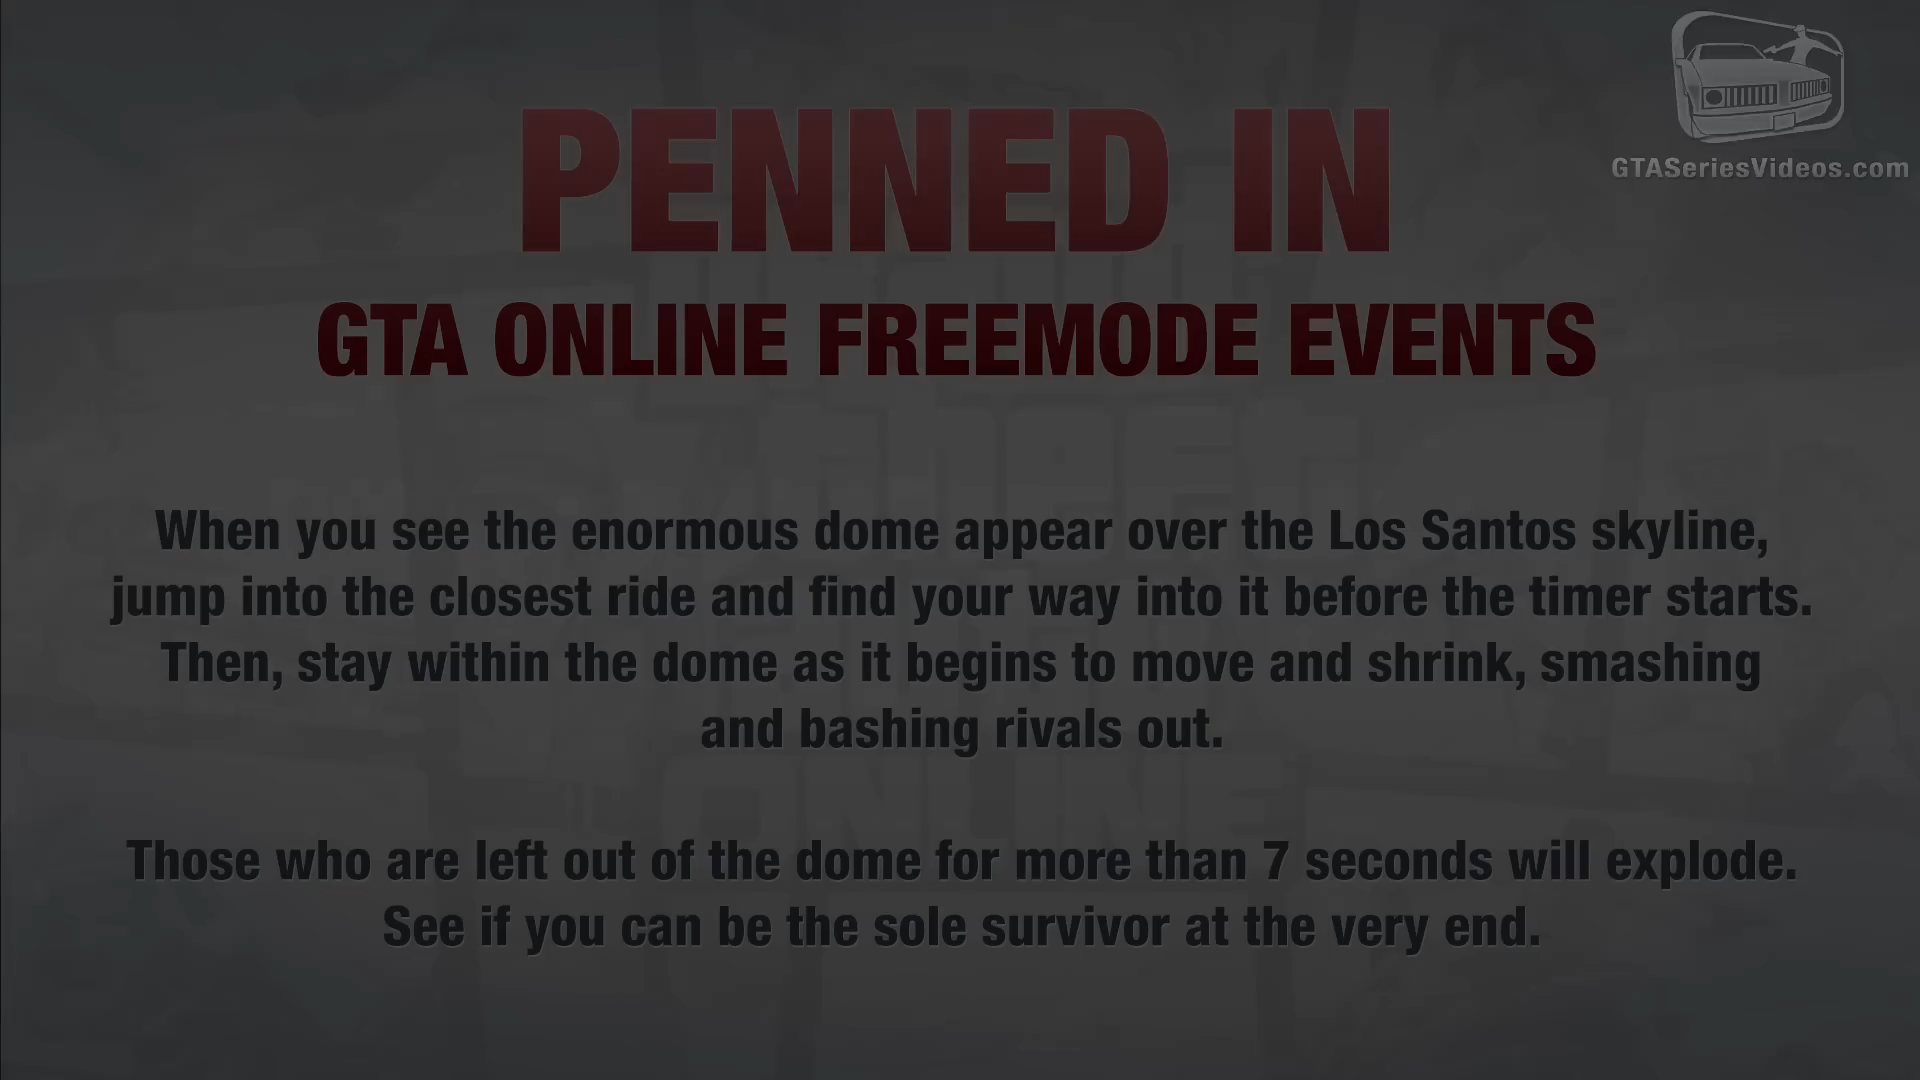 GTASeriesVideos.com
PENNED IN
GTA ONLINE FREEMODE EVENTS
When you see the enormous dome appear over the Los Santos skyline,
jump into the closest ride and find your way into it before the timer starts.
Then, stay within the dome as it begins to move and shrink, smashing
and bashing rivals out.
Those who are left out of the dome for more than 7 seconds will explode.
See if you can be the sole survivor at the very end.